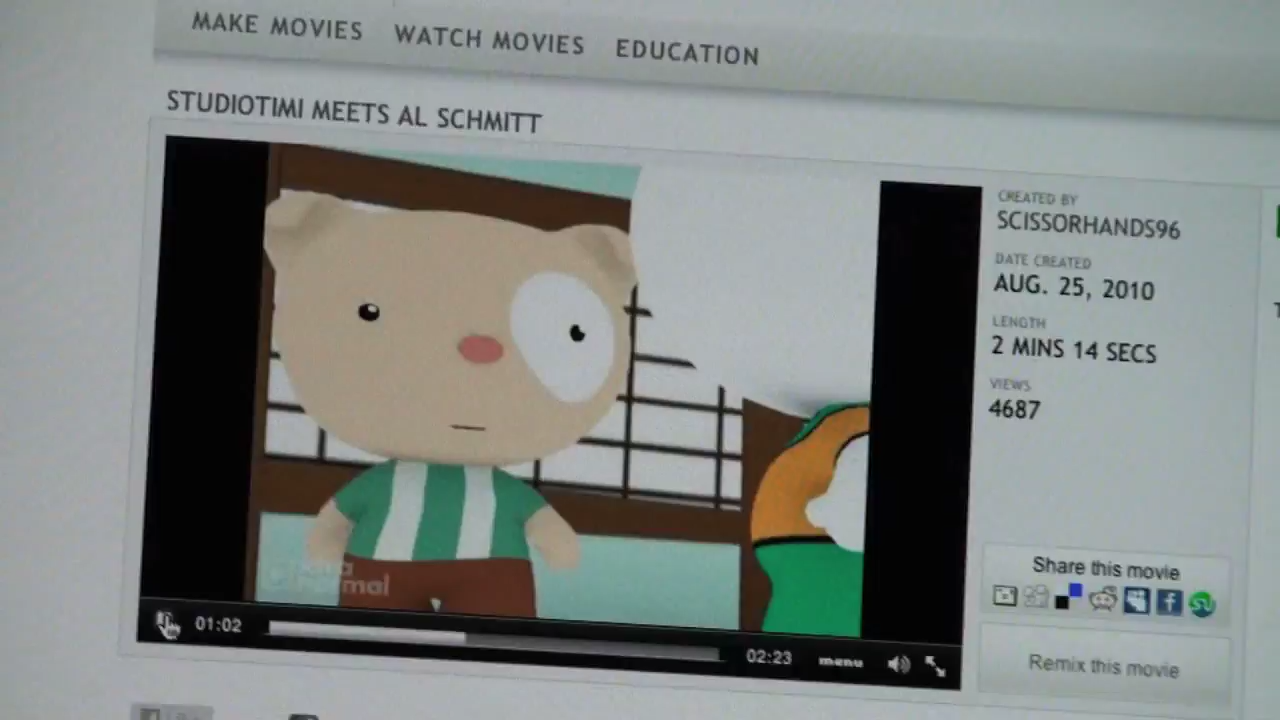 MAKE MOVIES WATCH MOVIES EDUCATION
STUDIOTIMI MEETS AL SCHMITT
CREATED BY
SCISSORHANDS96
DATE CREATED
AUG. 25, 2010
LENGTH
2 MINS 14 SECS
VIEWS
4687
Share this movie
Remix this movie
01:02
02:23
menu